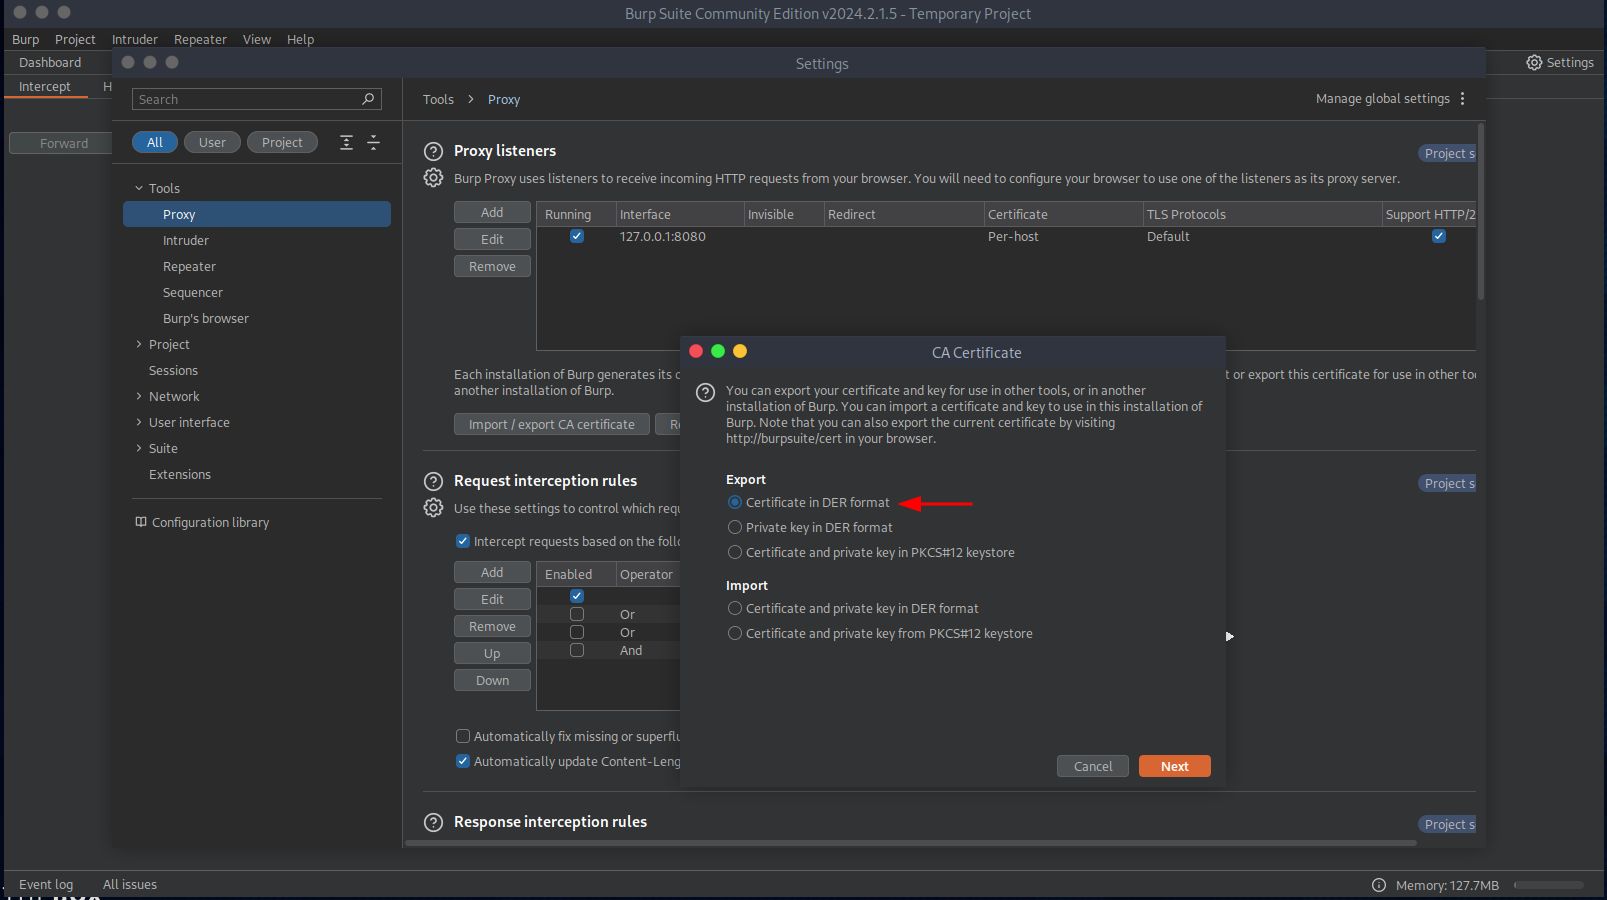 Burp Suite Community Edition v2024.2.1.5 - Temporary Project
Burp Project Intruder Repeater View Help
Dashboard
Settings
Settings
Intercept H
Search
Tools > Proxy
Manage global settings
Forward
All User Project
Tools
Proxy
Intruder
Repeater
Sequencer
Burp's browser
Project
Sessions
Network
User interface
Suite
Extensions
Configuration library
Proxy listeners
Project s
Burp Proxy uses listeners to receive incoming HTTP requests from your browser. You will need to configure your browser to use one of the listeners as its proxy server.
Add
Edit
Remove
Running Interface Invisible Redirect Certificate TLS Protocols Support HTTP/2
127.0.0.1:8080 Per-host Default
Each installation of Burp generates its c
t or export this certificate for use in other too
another installation of Burp.
Import / export CA certificate
Re
Request interception rules
Project s
Use these settings to control which requ
Intercept requests based on the follo
Add
Edit
Remove
Up
Down
Enabled Operator
Or
Or
And
Automatically fix missing or superflu
Automatically update Content-Leng
Response interception rules
Project s
CA Certificate
You can export your certificate and key for use in other tools, or in another
installation of Burp. You can import a certificate and key to use in this installation of
Burp. Note that you can also export the current certificate by visiting
http://burpsuite/cert in your browser.
Export
Certificate in DER format
Private key in DER format
Certificate and private key in PKCS#12 keystore
Import
Certificate and private key in DER format
Certificate and private key from PKCS#12 keystore
Cancel
Next
Event log All issues
Memory: 127.7MB